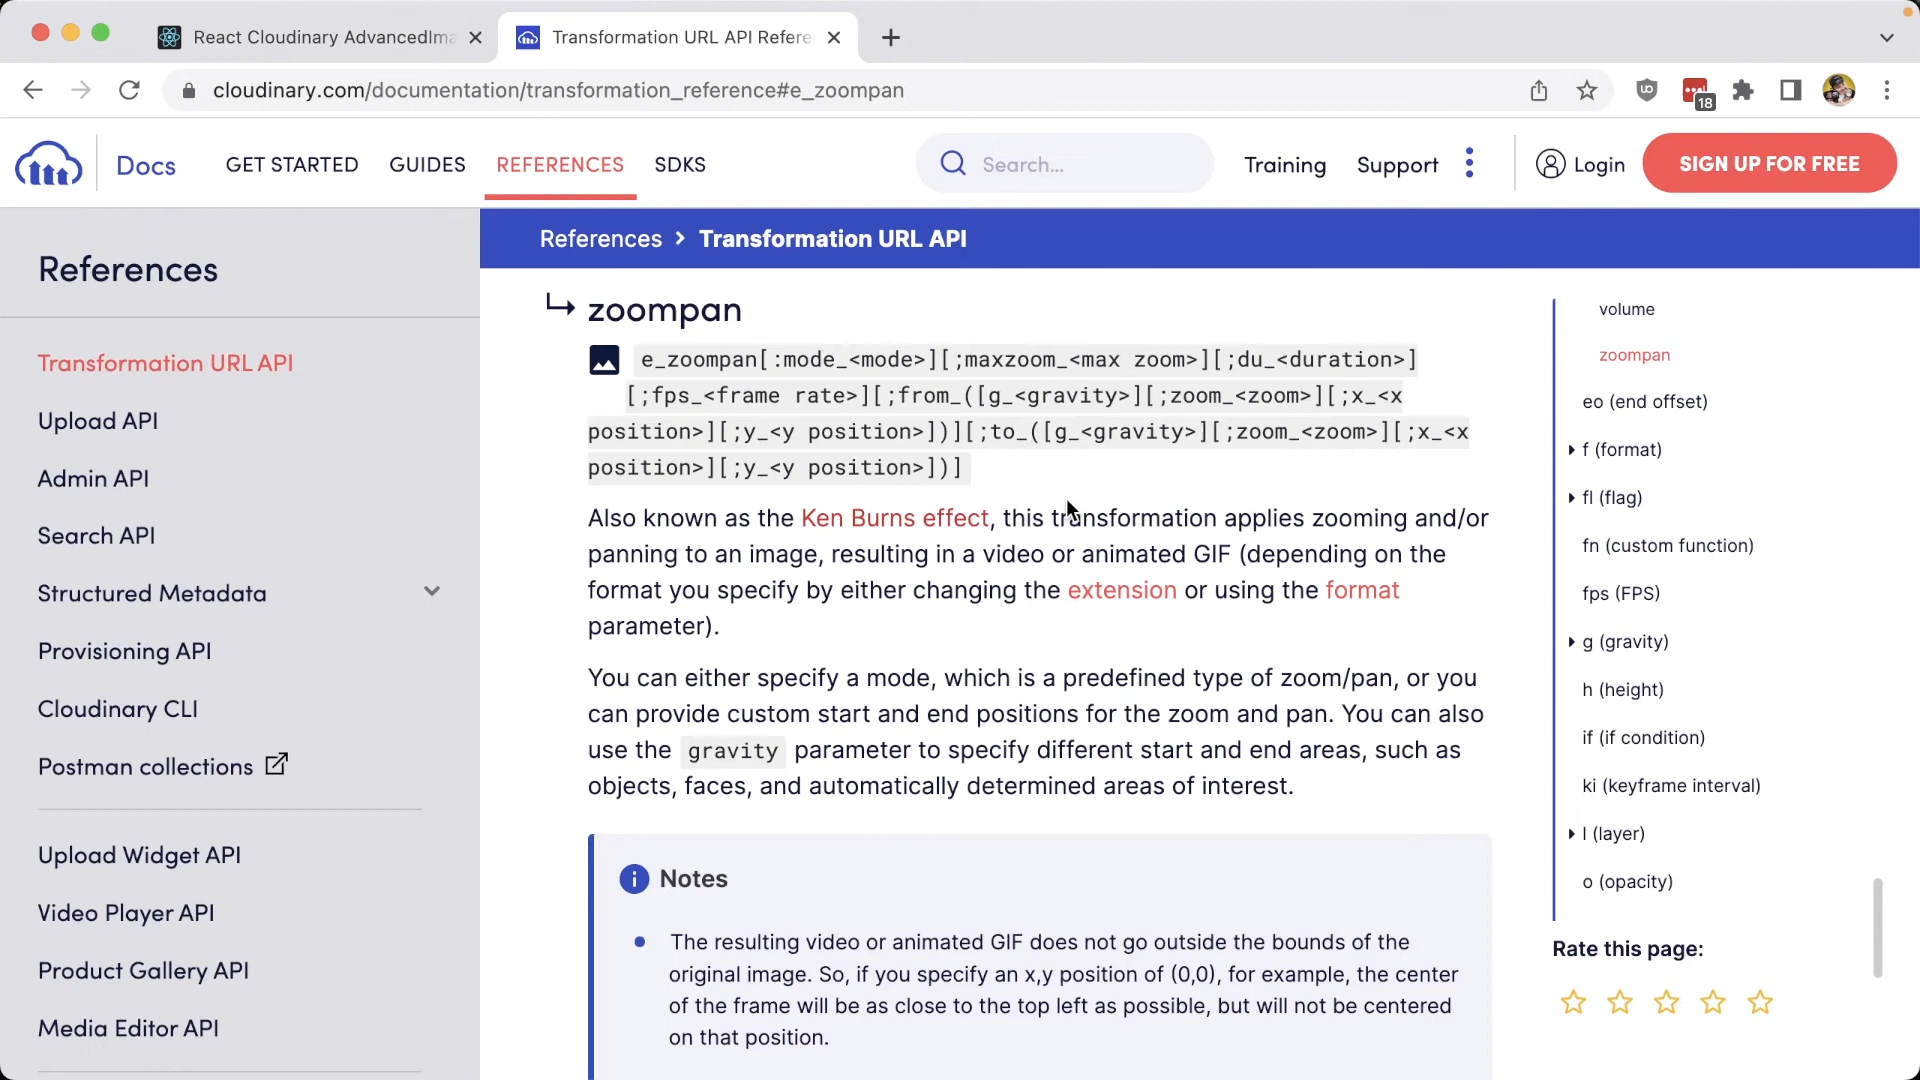 React Cloudinary AdvancedIma
Transformation URL API Refere
cloudinary.com/documentation/transformation_reference#e_zoompan
18
Docs
GET STARTED
GUIDES
REFERENCES
SDKS
Search...
Training
Support
Login
SIGN UP FOR FREE
References
Transformation URL API
Upload API
Admin API
Search API
Structured Metadata
Provisioning API
Cloudinary CLI
Postman collections
Upload Widget API
Video Player API
Product Gallery API
Media Editor API
References > Transformation URL API
zoompan
e_zoompan[:mode_<mode>][;maxzoom_<max zoom>][;du_<duration>]
[;fps_<frame rate>][;from_([g_<gravity>][;zoom_<zoom>][;x_<x
position>][;y_<y position>])][;to_([g_<gravity>][;zoom_<zoom>][;x_<x
position>][;y_<y position>])]
Also known as the Ken Burns effect, this transformation applies zooming and/or
panning to an image, resulting in a video or animated GIF (depending on the
format you specify by either changing the extension or using the format
parameter).
You can either specify a mode, which is a predefined type of zoom/pan, or you
can provide custom start and end positions for the zoom and pan. You can also
use the gravity parameter to specify different start and end areas, such as
objects, faces, and automatically determined areas of interest.
Notes
The resulting video or animated GIF does not go outside the bounds of the
original image. So, if you specify an x,y position of (0,0), for example, the center
of the frame will be as close to the top left as possible, but will not be centered
on that position.
volume
zoompan
eo (end offset)
f (format)
fl (flag)
fn (custom function)
fps (FPS)
g (gravity)
h (height)
if (if condition)
ki (keyframe interval)
l (layer)
o (opacity)
Rate this page: